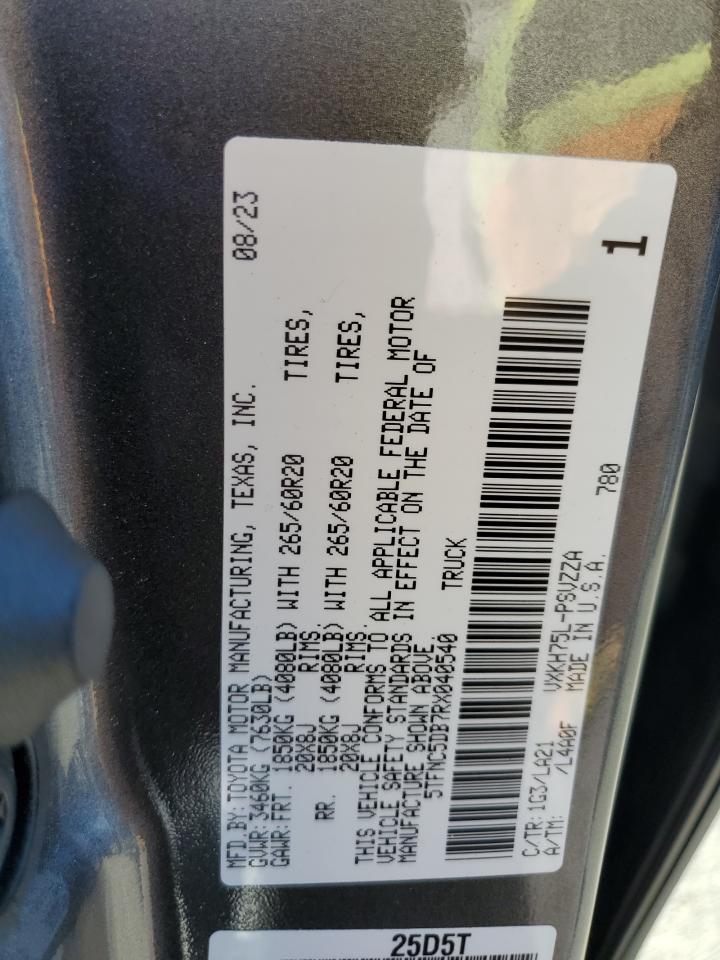 MFD.BY:TOYOTA MOTOR MANUFACTURING, TEXAS, INC. 08/23
GVWR:3460KG (7630LB)
GAWR:FRT. 1850KG (4080LB) WITH 265/60R20 TIRES,
20X8J RIMS.
RR. 1850KG (4080LB) WITH 265/60R20 TIRES,
20X8J RIMS.
THIS VEHICLE CONFORMS TO ALL APPLICABLE FEDERAL MOTOR
VEHICLE SAFETY STANDARDS IN EFFECT ON THE DATE OF
MANUFACTURE SHOWN ABOVE.
5TFNC5DB7RX040540 TRUCK
C/TR: 1G3/LA21 VXKH75L-PSVZZA 780
A/TM: /L4A0F MADE IN U.S.A.
1
25D5T